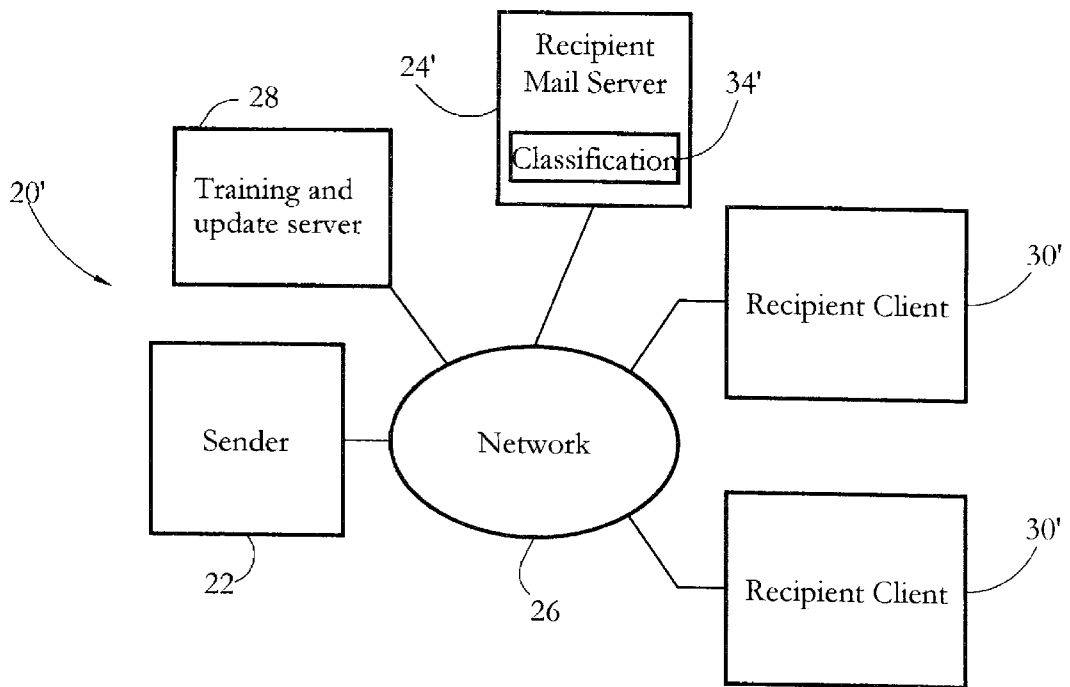 Recipient
Mail Server
24'
34'
Classification
28
Training and
update server
20'
30'
Recipient Client
Sender
Network
22
26
30'
Recipient Client